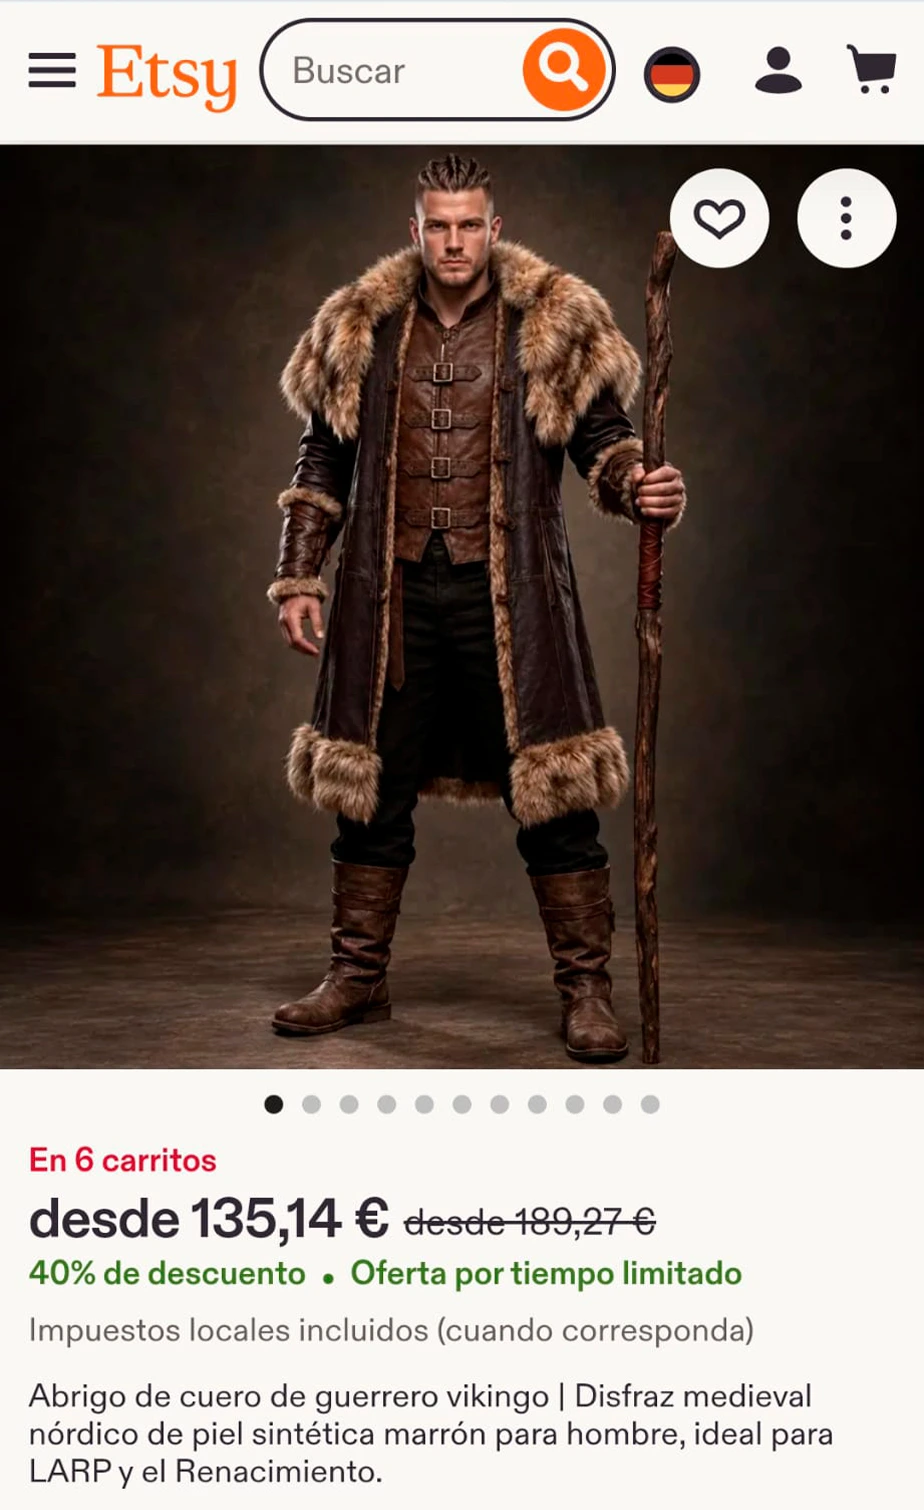 Etsy
Buscar
En 6 carritos
desde 135,14 € desde 189,27 €
40% de descuento • Oferta por tiempo limitado
Impuestos locales incluidos (cuando corresponda)
Abrigo de cuero de guerrero vikingo | Disfraz medieval
nórdico de piel sintética marrón para hombre, ideal para
LARP y el Renacimiento.